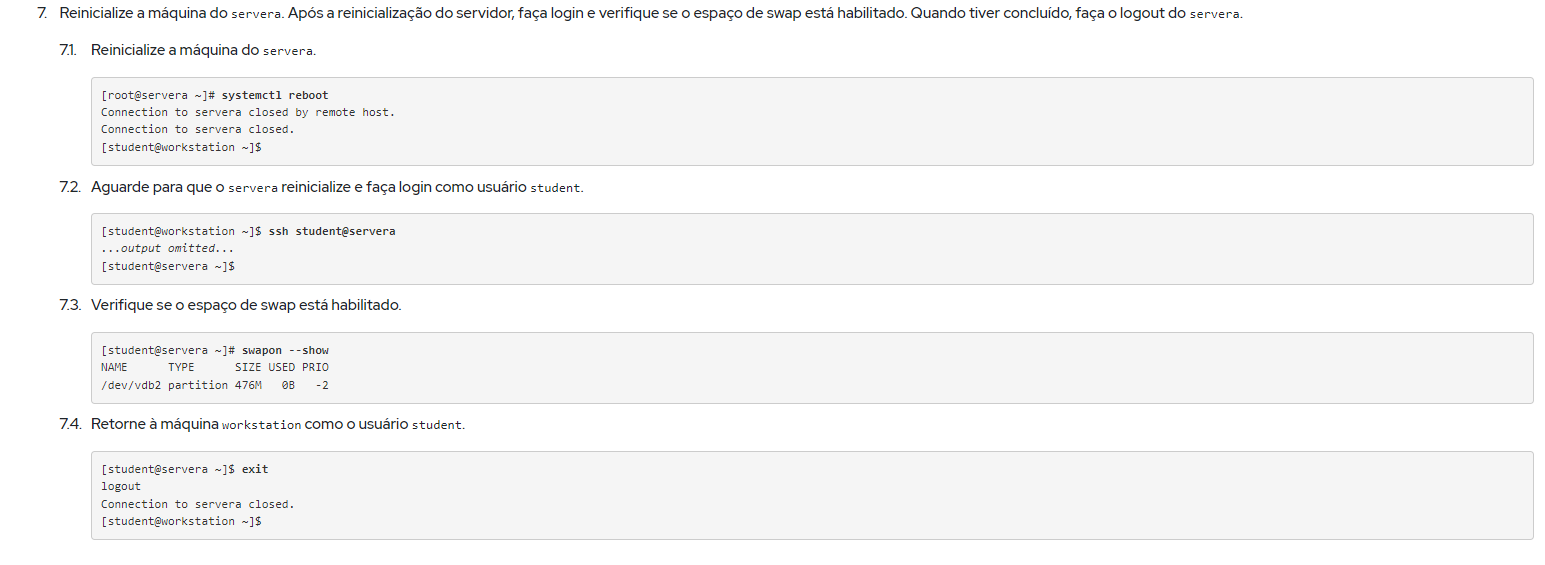 7. Reinicialize a máquina do servera. Após a reinicialização do servidor, faça login e verifique se o espaço de swap está habilitado. Quando tiver concluído, faça o logout do servera.
7.1. Reinicialize a máquina do servera.
[root@servera ~]# systemctl reboot
Connection to servera closed by remote host.
Connection to servera closed.
[student@workstation ~]$
7.2. Aguarde para que o servera reinicialize e faça login como usuário student.
[student@workstation ~]$ ssh student@servera
...output omitted...
[student@servera ~]$
7.3. Verifique se o espaço de swap está habilitado.
[student@servera ~]# swapon --show
NAME      TYPE      SIZE USED PRIO
/dev/vdb2 partition 476M   0B   -2
7.4. Retorne à máquina workstation como o usuário student.
[student@servera ~]$ exit
logout
Connection to servera closed.
[student@workstation ~]$